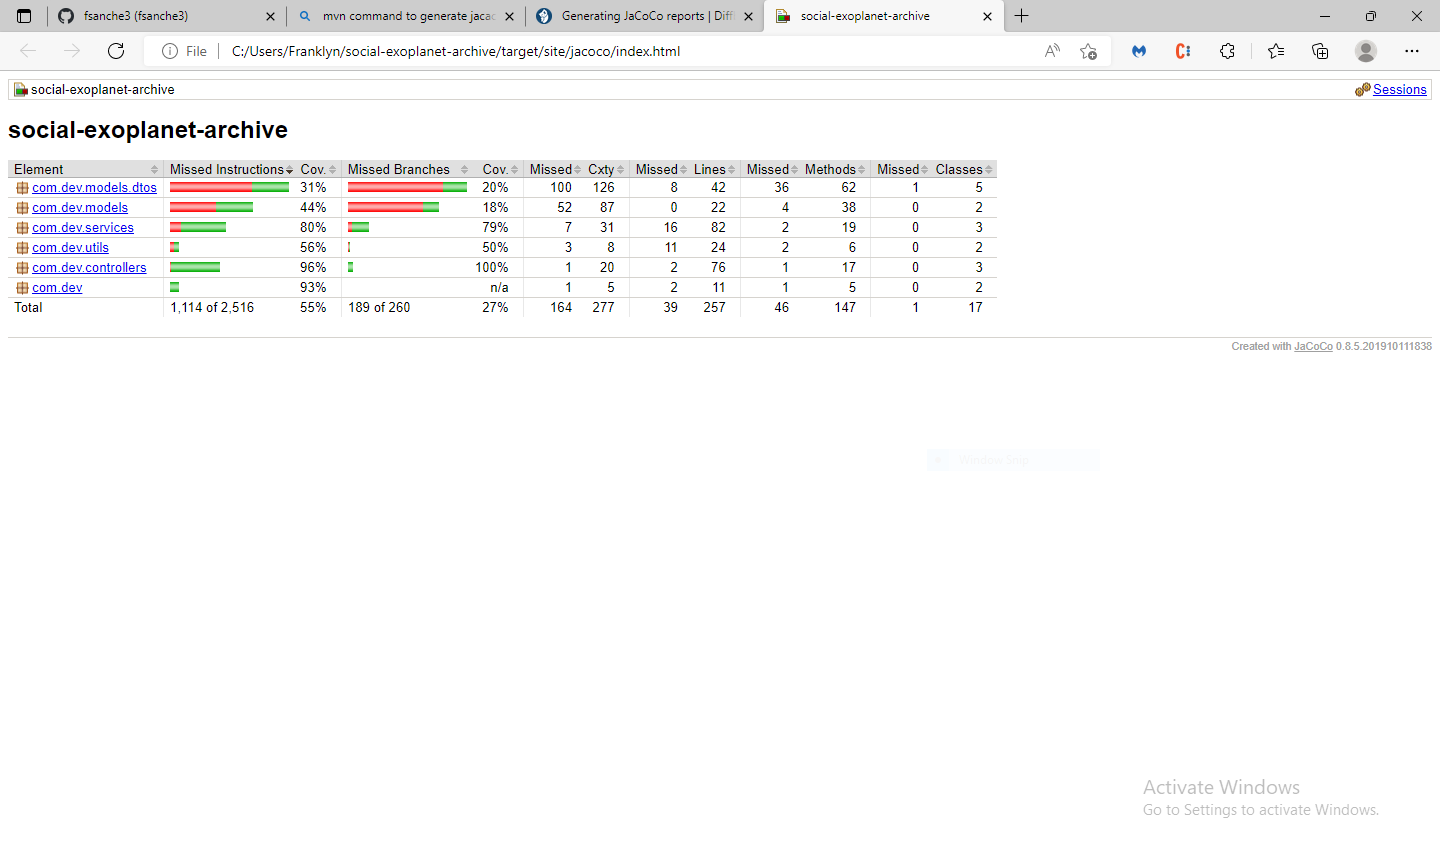 fsanche3 (fsanche3)
mvn command to generate jacac
Generating JaCoCo reports | Diff
social-exoplanet-archive
File
C:/Users/Franklyn/social-exoplanet-archive/target/site/jacoco/index.html
social-exoplanet-archive Sessions
social-exoplanet-archive
Element Missed Instructions Cov. Missed Branches Cov. Missed Cxty Missed Lines Missed Methods Missed Classes
com.dev.models.dtos 31% 20% 100 126 8 42 36 62 1 5
com.dev.models 44% 18% 52 87 0 22 4 38 0 2
com.dev.services 80% 79% 7 31 16 82 2 19 0 3
com.dev.utils 56% 50% 3 8 11 24 2 6 0 2
com.dev.controllers 96% 100% 1 20 2 76 1 17 0 3
com.dev 93% n/a 1 5 2 11 1 5 0 2
Total 1,114 of 2,516 55% 189 of 260 27% 164 277 39 257 46 147 1 17
Created with JaCoCo 0.8.5.201910111838
Window Snip
Activate Windows
Go to Settings to activate Windows.